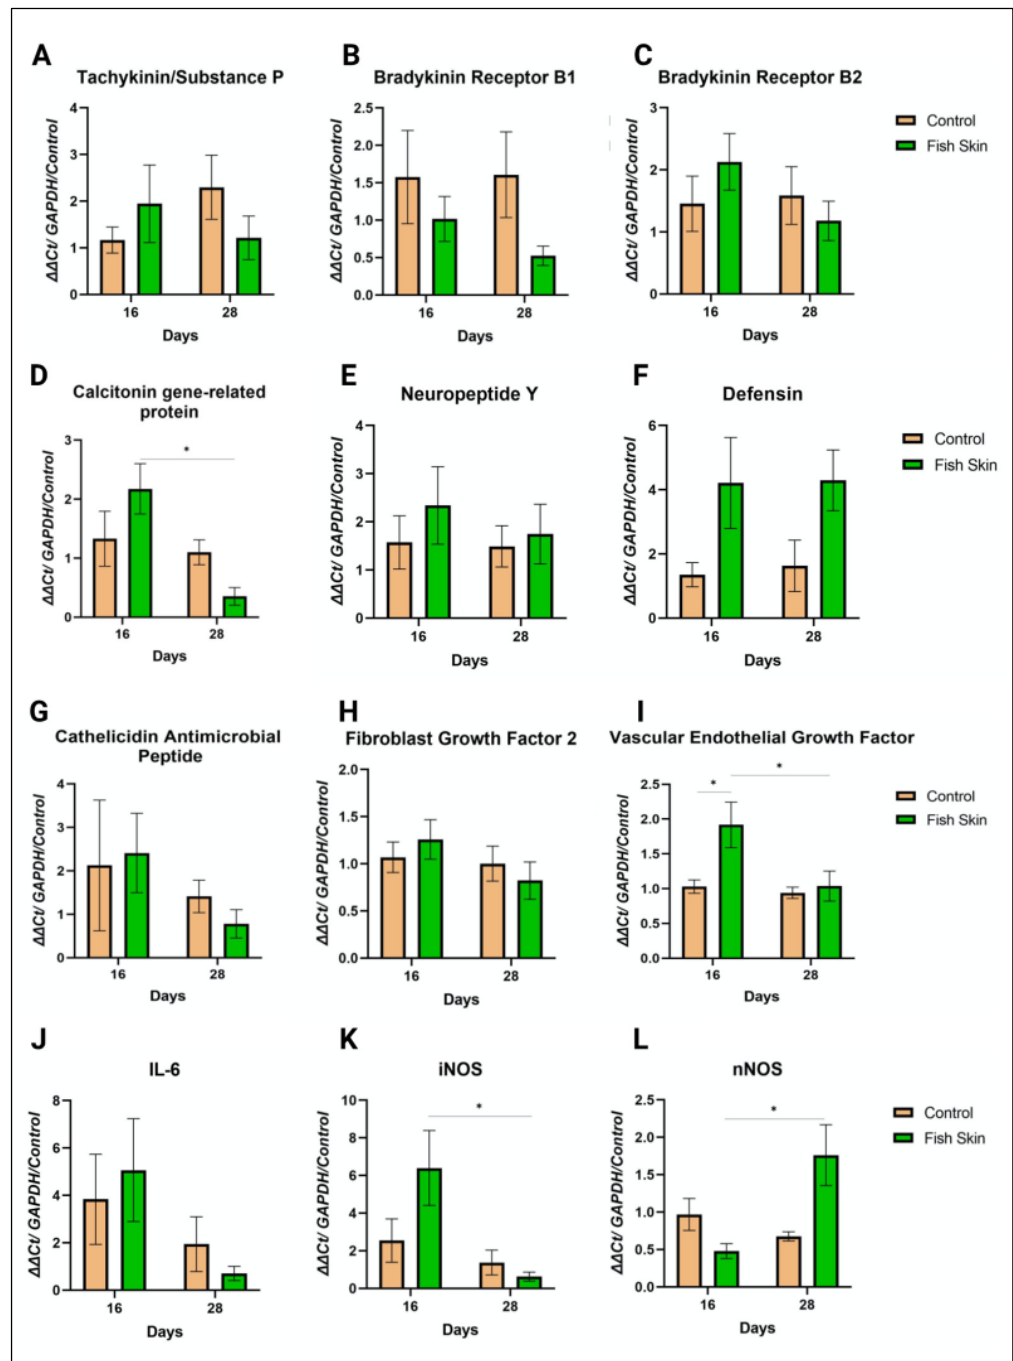 A
Tachykinin/Substance P
ΔΔCt/ GAPDH/Control
4
3
2
1
0
16
28
Days
B
Bradykinin Receptor B1
ΔΔCt/ GAPDH/Control
2.5
2.0
1.5
1.0
0.5
0.0
16
28
Days
C
Bradykinin Receptor B2
ΔΔCt/ GAPDH/Control
3
2
1
0
16
28
Days
Control
Fish Skin
D
Calcitonin gene-related
protein
ΔΔCt/ GAPDH/Control
3
2
1
0
*
16
28
Days
E
Neuropeptide Y
ΔΔCt/ GAPDH/Control
4
3
2
1
0
16
28
Days
F
Defensin
ΔΔCt/ GAPDH/Control
6
4
2
0
16
28
Days
Control
Fish Skin
G
Cathelicidin Antimicrobial
Peptide
ΔΔCt/ GAPDH/Control
4
3
2
1
0
16
28
Days
H
Fibroblast Growth Factor 2
ΔΔCt/ GAPDH/Control
2.0
1.5
1.0
0.5
0.0
16
28
Days
I
Vascular Endothelial Growth Factor
ΔΔCt/ GAPDH/Control
2.5
2.0
1.5
1.0
0.5
0.0
*
*
16
28
Days
Control
Fish Skin
J
IL-6
ΔΔCt/ GAPDH/Control
8
6
4
2
0
16
28
Days
K
iNOS
ΔΔCt/ GAPDH/Control
10
8
6
4
2
0
*
16
28
Days
L
nNOS
ΔΔCt/ GAPDH/Control
2.5
2.0
1.5
1.0
0.5
0.0
*
16
28
Days
Control
Fish Skin